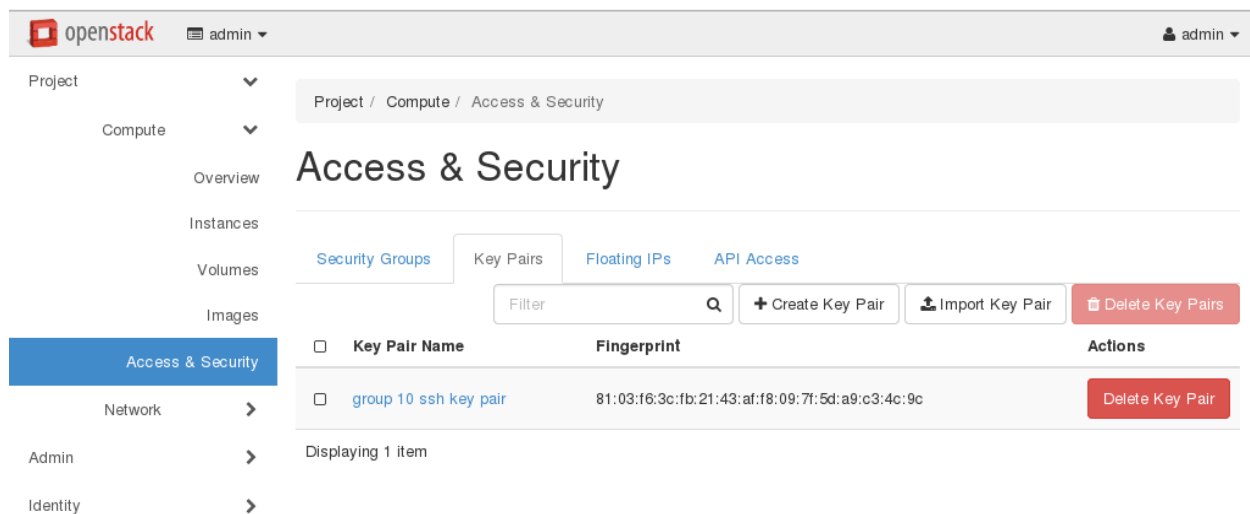 openstack admin admin
Project
Compute
Overview
Instances
Volumes
Images
Access & Security
Network
Admin
Identity
Project / Compute / Access & Security
Access & Security
Security Groups Key Pairs Floating IPs API Access
Filter Create Key Pair Import Key Pair Delete Key Pairs
Key Pair Name Fingerprint Actions
group 10 ssh key pair 81:03:f6:3c:fb:21:43:af:f8:09:7f:5d:a9:c3:4c:9c Delete Key Pair
Displaying 1 item